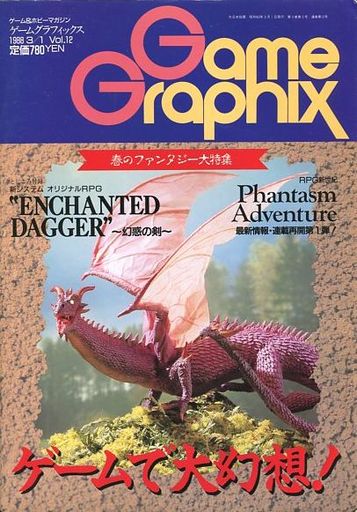 ゲーム&ホビーマガジン
ゲームグラフィックス
1988 3/1 Vol.12
定価780YEN
Game
Graphix
春のファンタジー大特集
新システム オリジナルRPG
"ENCHANTED
DAGGER"
〜幻惑の剣〜
RPG新世紀
Phantasm
Adventure
最新情報・連載再開第1弾!
ゲームで大幻想!